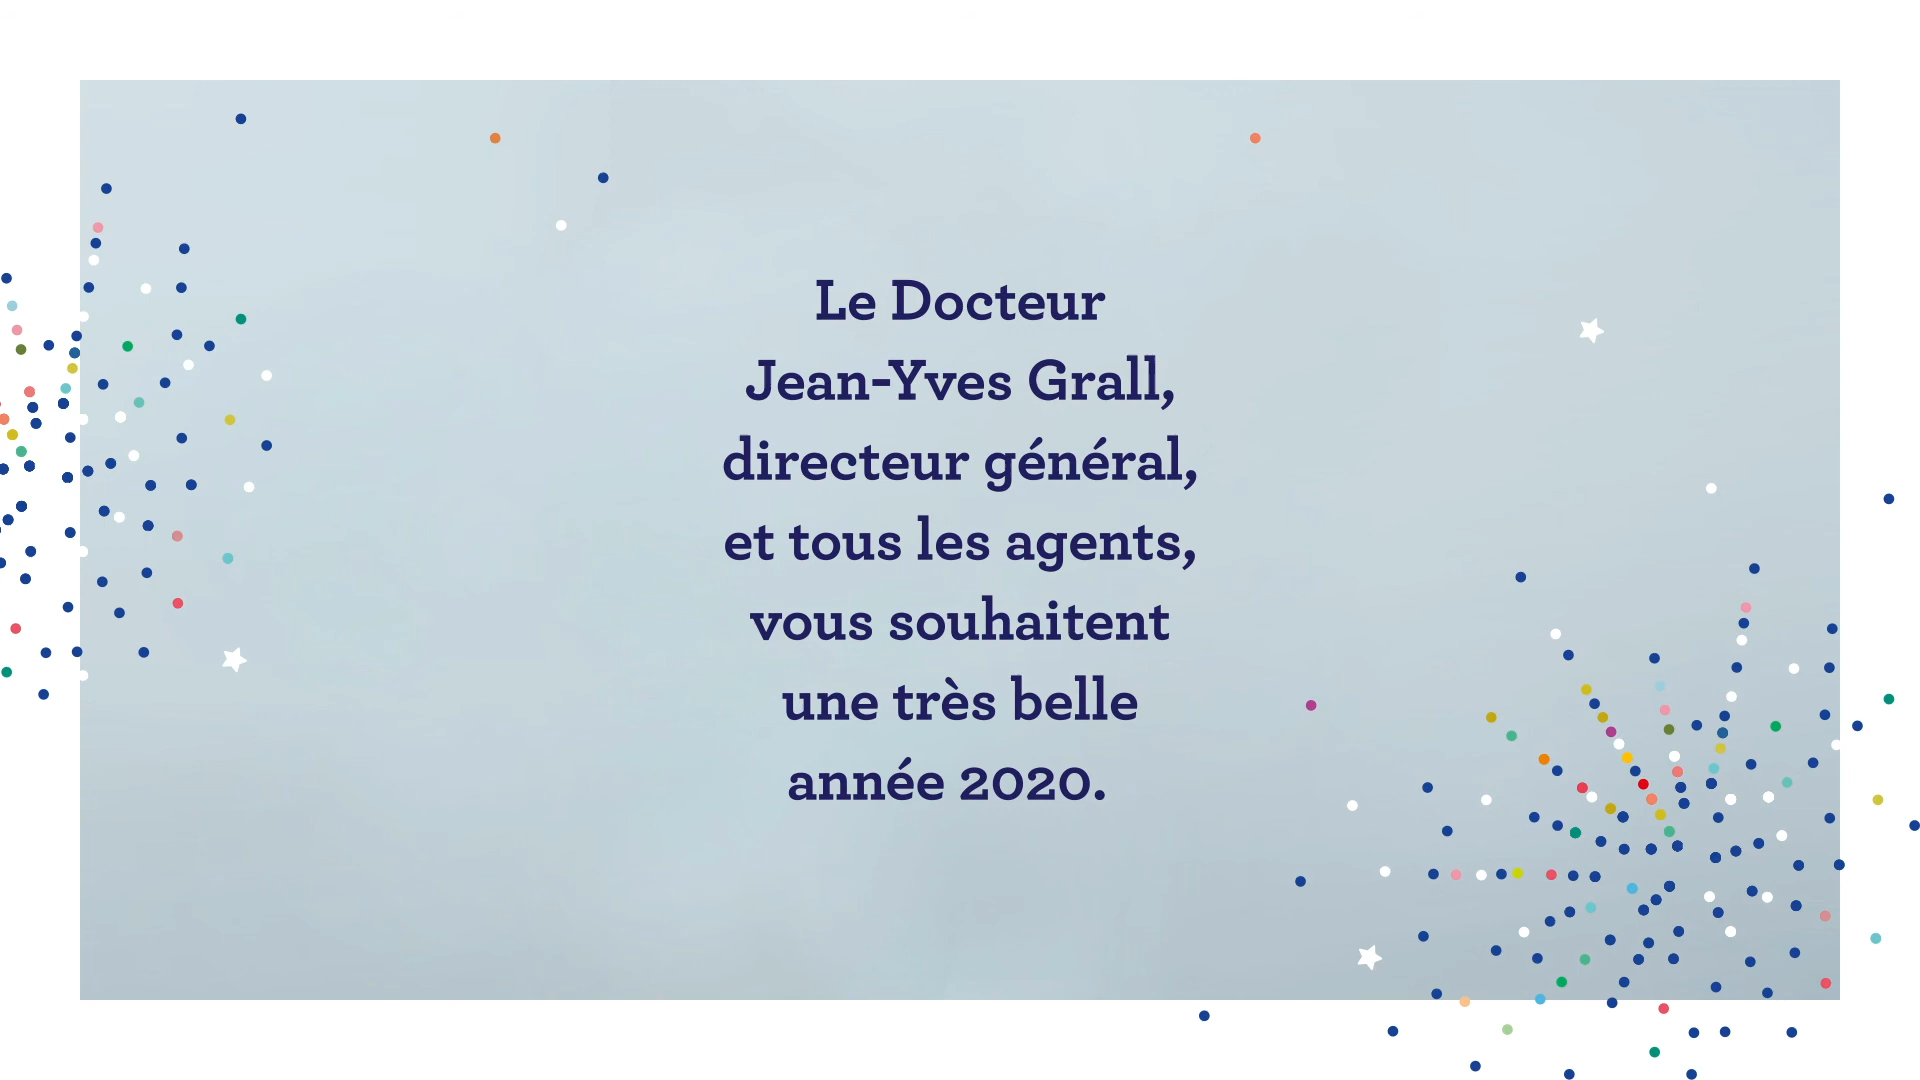 Le Docteur
Jean-Yves Grall,
directeur général,
et tous les agents,
vous souhaitent
une très belle
année 2020.